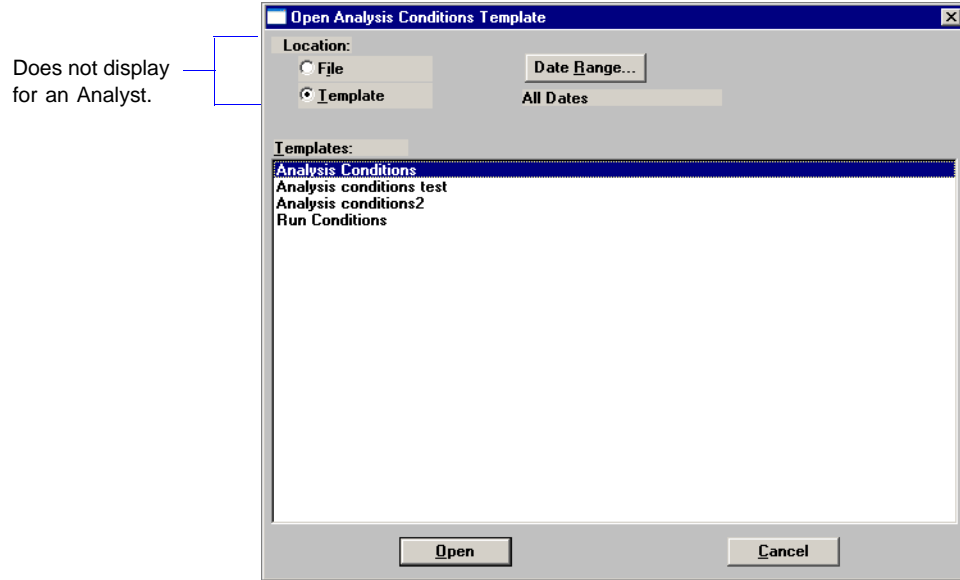 Open Analysis Conditions Template
Location:
File
Date Range...
Does not display
for an Analyst.
Template
All Dates
Templates:
Analysis Conditions
Analysis conditions test
Analysis conditions2
Run Conditions
Open
Cancel